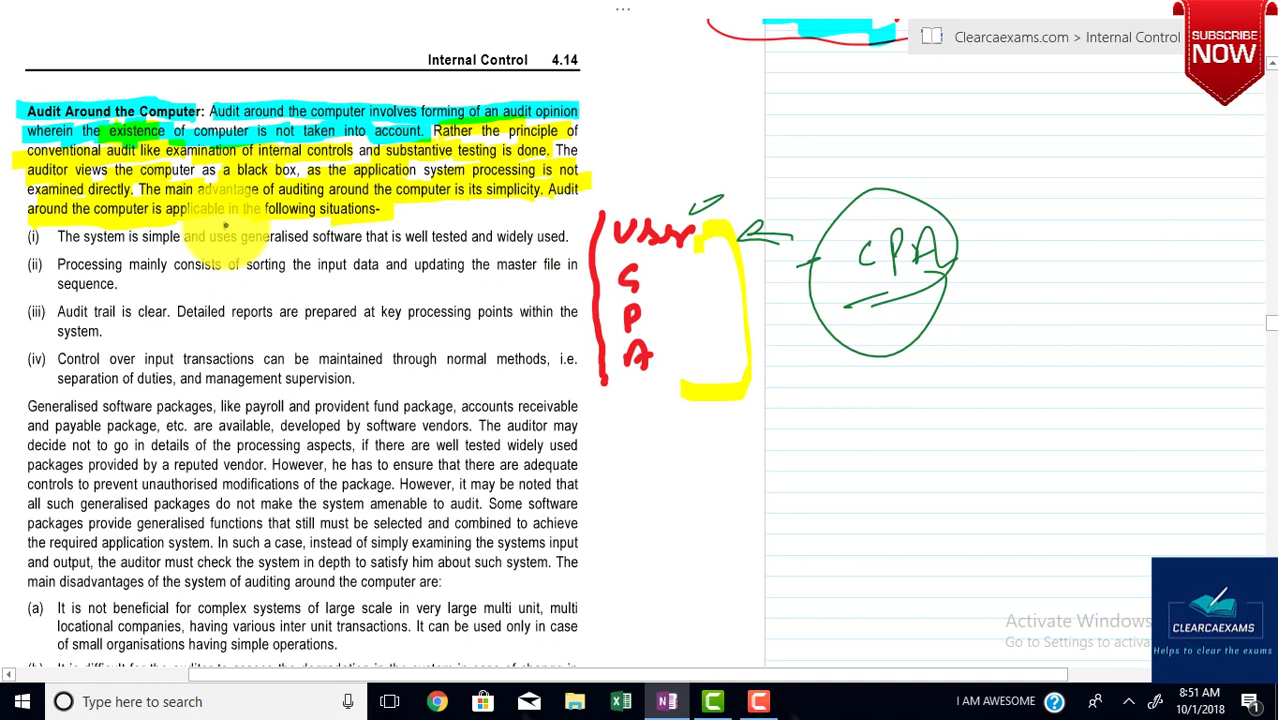 ...
Clearcaexams.com > Internal Control
SUBSCRIBE
NOW
Internal Control 4.14
Audit Around the Computer: Audit around the computer involves forming of an audit opinion
wherein the existence of computer is not taken into account. Rather the principle of
conventional audit like examination of internal controls and substantive testing is done. The
auditor views the computer as a black box, as the application system processing is not
examined directly. The main advantage of auditing around the computer is its simplicity. Audit
around the computer is applicable in the following situations-
(i) The system is simple and uses generalised software that is well tested and widely used.
(ii) Processing mainly consists of sorting the input data and updating the master file in
sequence.
(iii) Audit trail is clear. Detailed reports are prepared at key processing points within the
system.
(iv) Control over input transactions can be maintained through normal methods, i.e.
separation of duties, and management supervision.
Generalised software packages, like payroll and provident fund package, accounts receivable
and payable package, etc. are available, developed by software vendors. The auditor may
decide not to go in details of the processing aspects, if there are well tested widely used
packages provided by a reputed vendor. However, he has to ensure that there are adequate
controls to prevent unauthorised modifications of the package. However, it may be noted that
all such generalised packages do not make the system amenable to audit. Some software
packages provide generalised functions that still must be selected and combined to achieve
the required application system. In such a case, instead of simply examining the systems input
and output, the auditor must check the system in depth to satisfy him about such system. The
main disadvantages of the system of auditing around the computer are:
(a) It is not beneficial for complex systems of large scale in very large multi unit, multi
locational companies, having various inter unit transactions. It can be used only in case
of small organisations having simple operations.
User
S
P
A
CPA
Activate Windows
Go to Settings to activa
CLEARCAEXAMS
Helps to clear the exams
Type here to search
I AM AWESOME
8:51 AM
10/1/2018
1